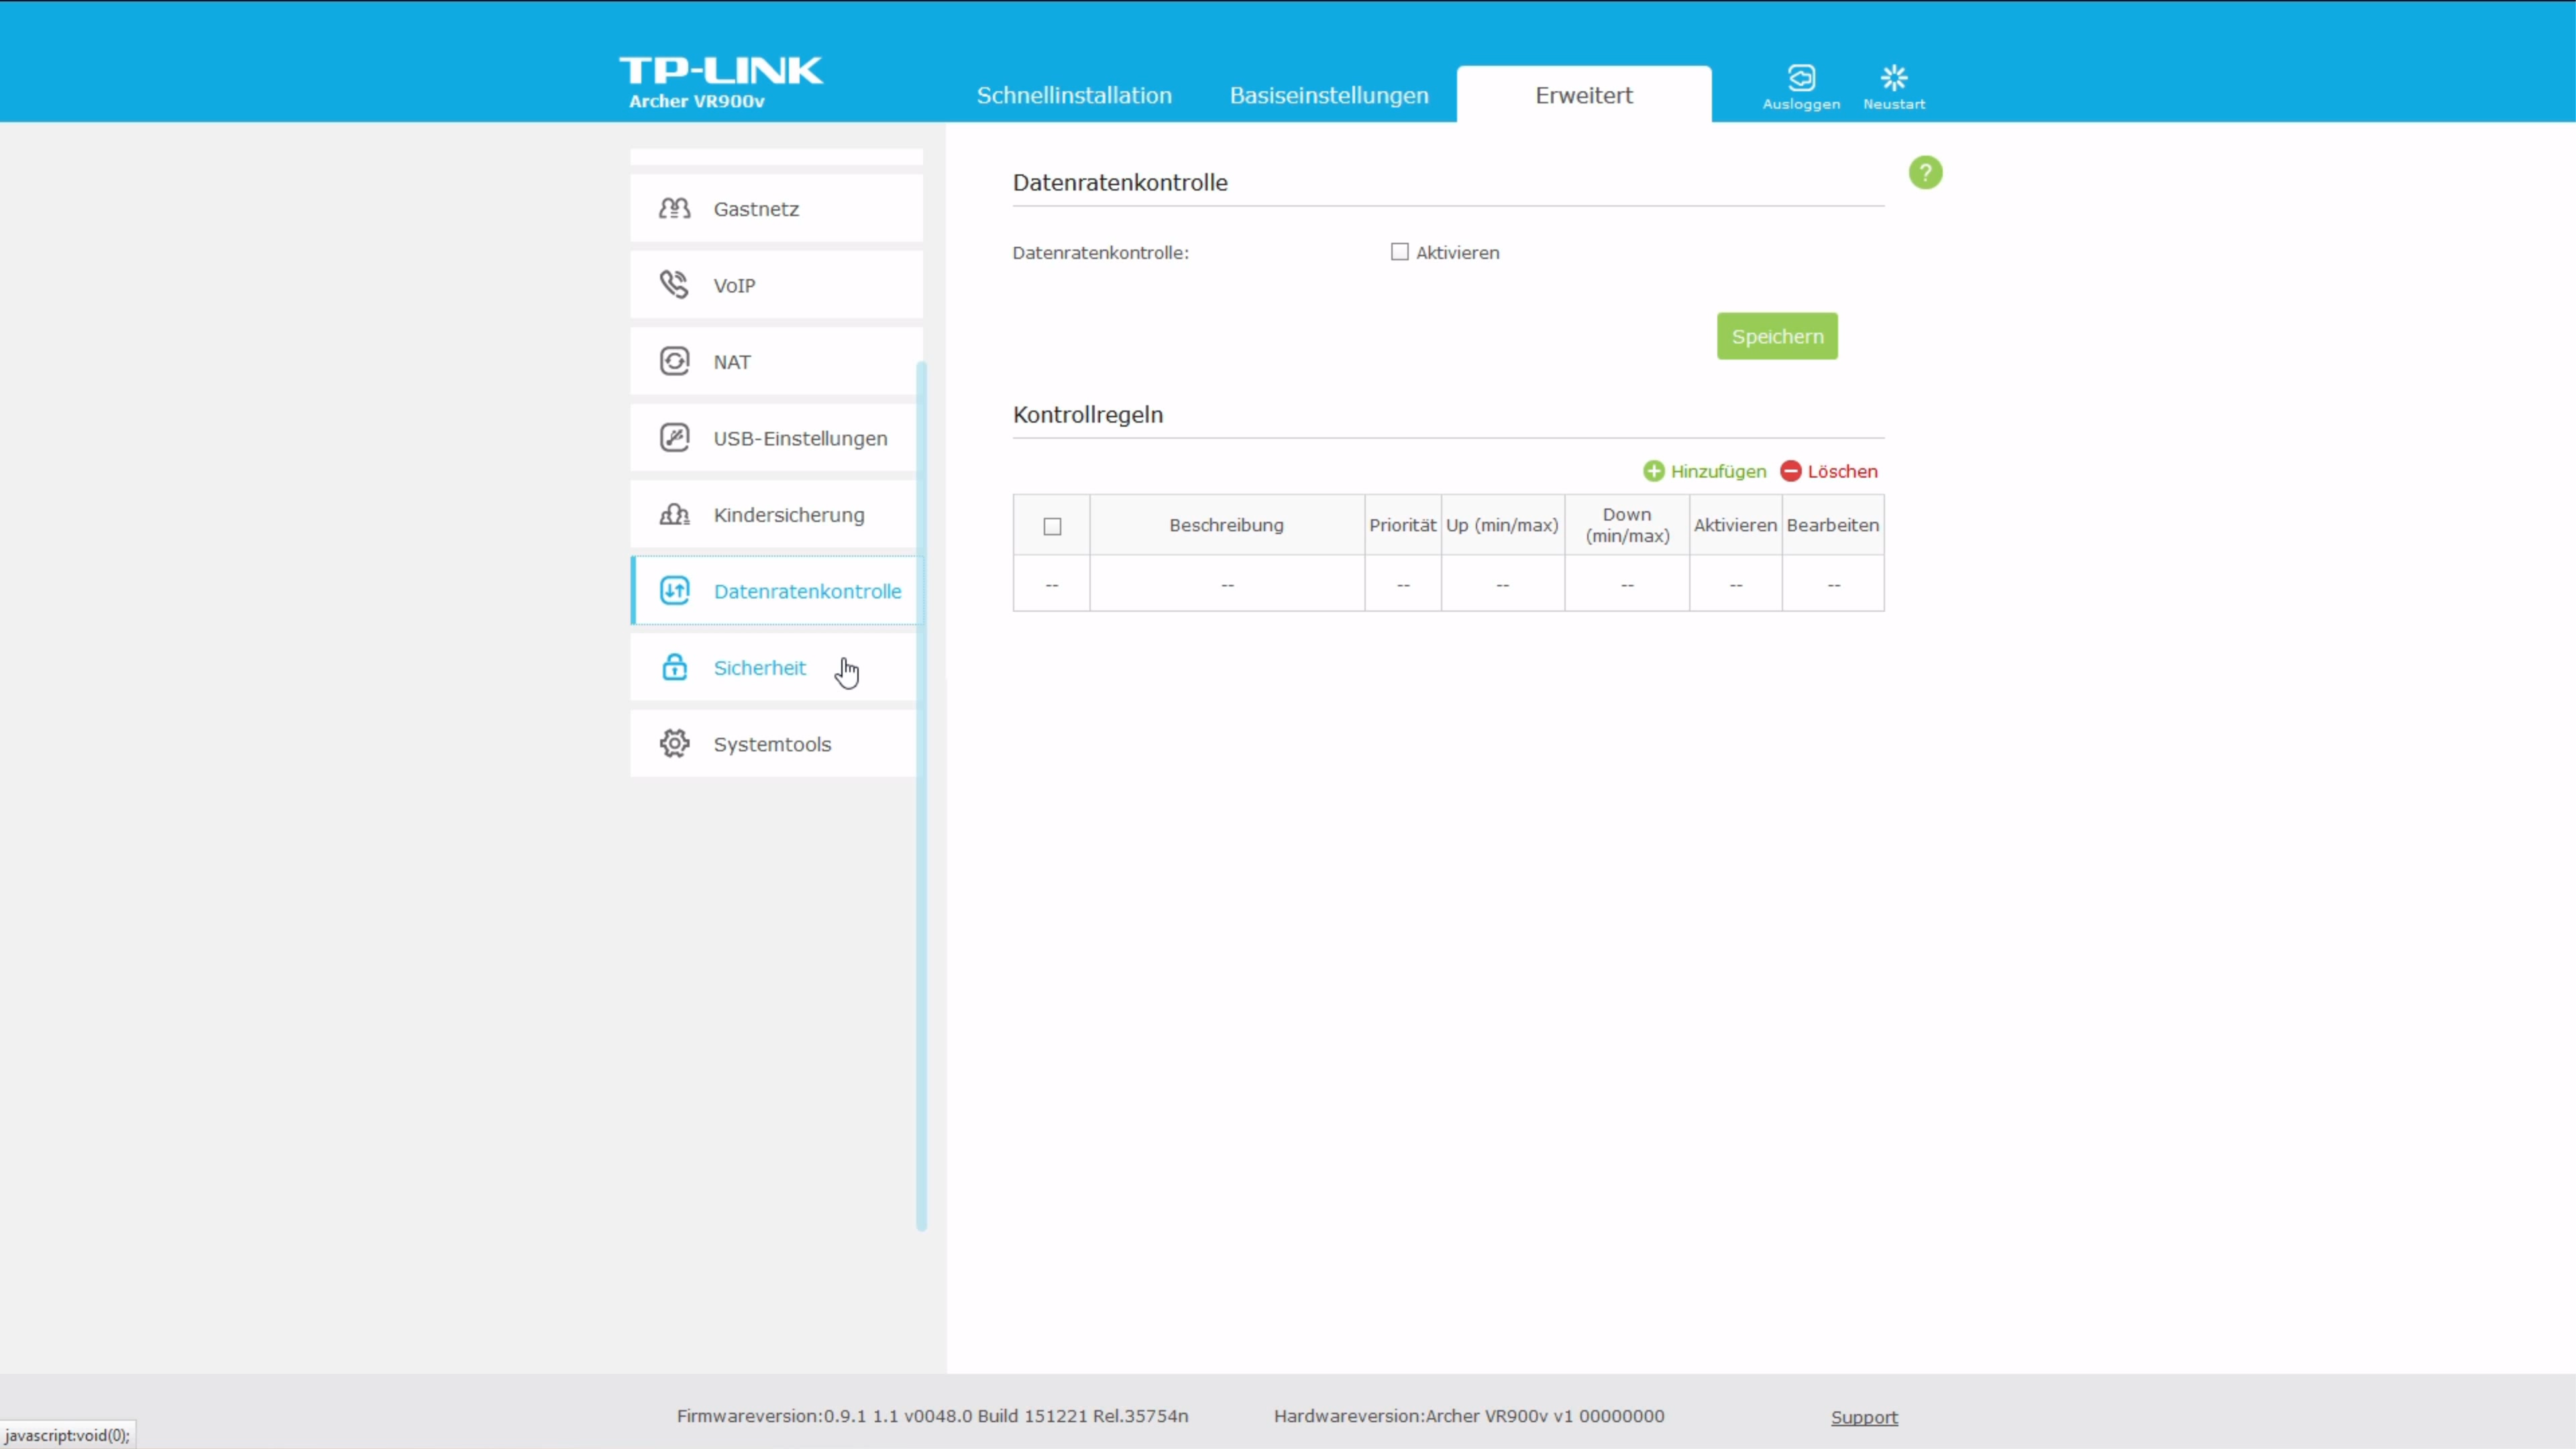 TP-LINK
Archer VR900v
Schnellinstallation
Basiseinstellungen
Erweitert
Ausloggen
Neustart
Gastnetz
VoIP
NAT
USB-Einstellungen
Kindersicherung
Datenratenkontrolle
Sicherheit
Systemtools
Datenratenkontrolle
?
Datenratenkontrolle: Aktivieren
Speichern
Kontrollregeln
Hinzufügen Löschen
Beschreibung Priorität Up (min/max) Down (min/max) Aktivieren Bearbeiten
-- -- -- -- -- -- --
Firmwareversion:0.9.1 1.1 v0048.0 Build 151221 Rel.35754n Hardwareversion:Archer VR900v v1 00000000 Support
javascript:void(0);